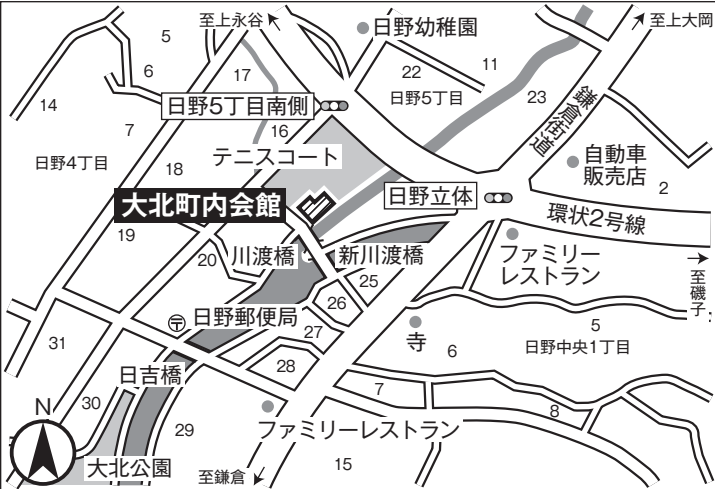 至上永谷
日野幼稚園
至上大岡
5
6
17
22
11
14
7
日野5丁目
23
鎌倉街道
日野5丁目南側
16
テニスコート
自動車
販売店
日野4丁目
18
2
大北町内会館
日野立体
環状2号線
19
川渡橋
新川渡橋
ファミリー
レストラン
20
25
至磯子
26
日野郵便局
27
寺
5
日野中央1丁目
31
6
28
日吉橋
7
30
8
N
29
ファミリーレストラン
大北公園
至鎌倉
15